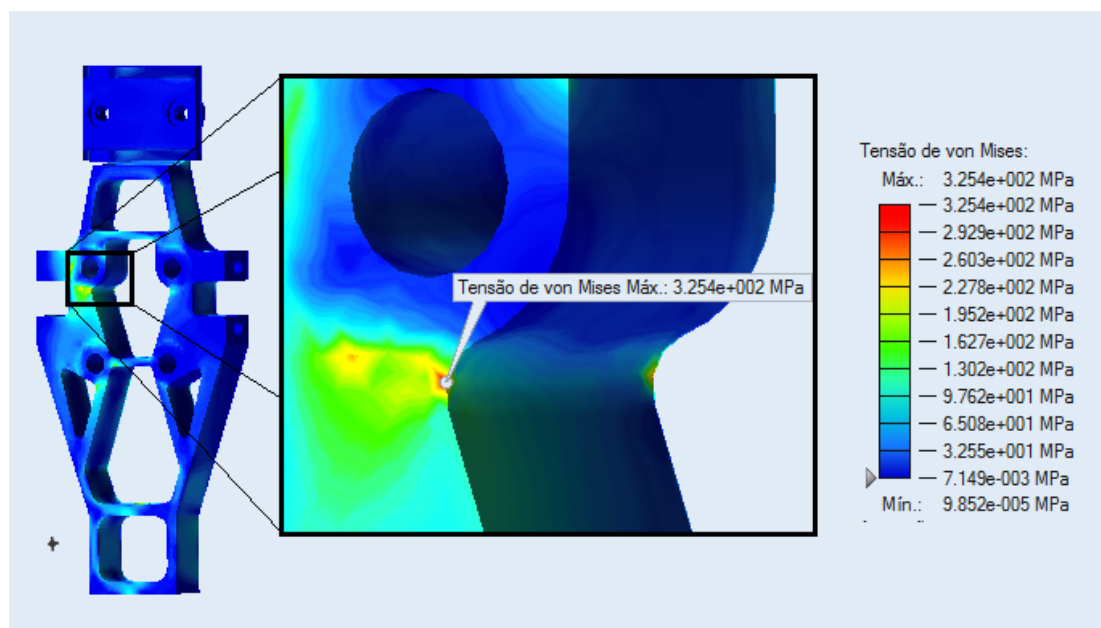 Tensão de von Mises Máx.: 3.254e+002 MPa
Tensão de von Mises:
Máx.: 3.254e+002 MPa
3.254e+002 MPa
2.929e+002 MPa
2.603e+002 MPa
2.278e+002 MPa
1.952e+002 MPa
1.627e+002 MPa
1.302e+002 MPa
9.762e+001 MPa
6.508e+001 MPa
3.255e+001 MPa
7.149e-003 MPa
Mín.: 9.852e-005 MPa